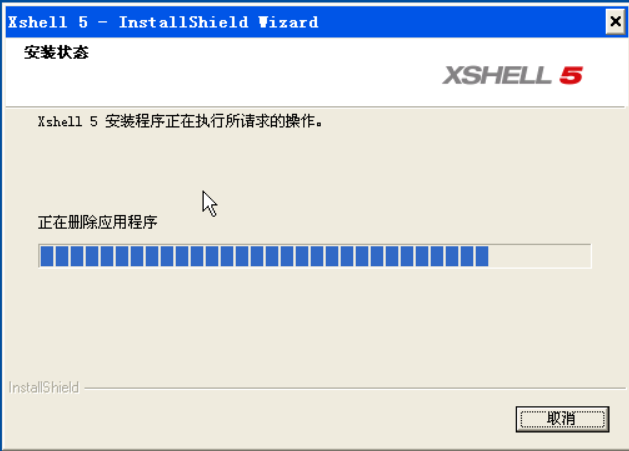 Xshell 5 - InstallShield Wizard
安装状态
XSHELL 5
Xshell 5 安装程序正在执行所请求的操作。
正在删除应用程序
InstallShield
取消